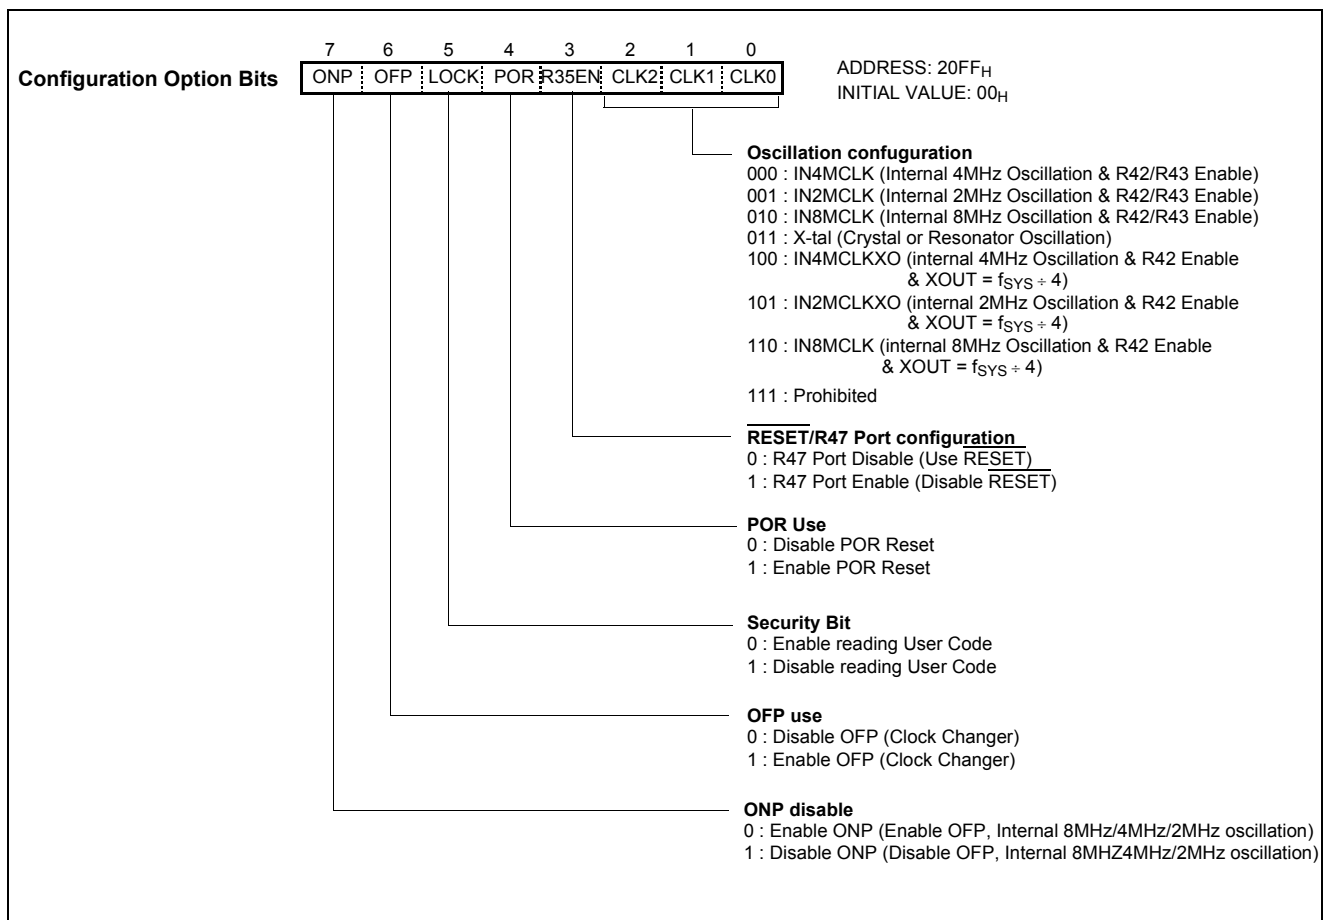 7 6 5 4 3 2 1 0
Configuration Option Bits ONP OFP LOCK POR R35EN CLK2 CLK1 CLK0
ADDRESS: 20FFH
INITIAL VALUE: 00H
Oscillation confuguration
000 : IN4MCLK (Internal 4MHz Oscillation & R42/R43 Enable)
001 : IN2MCLK (Internal 2MHz Oscillation & R42/R43 Enable)
010 : IN8MCLK (Internal 8MHz Oscillation & R42/R43 Enable)
011 : X-tal (Crystal or Resonator Oscillation)
100 : IN4MCLKXO (internal 4MHz Oscillation & R42 Enable
& XOUT = fSYS ÷ 4)
101 : IN2MCLKXO (internal 2MHz Oscillation & R42 Enable
& XOUT = fSYS ÷ 4)
110 : IN8MCLK (internal 8MHz Oscillation & R42 Enable
& XOUT = fSYS ÷ 4)
111 : Prohibited
RESET/R47 Port configuration
0 : R47 Port Disable (Use RESET)
1 : R47 Port Enable (Disable RESET)
POR Use
0 : Disable POR Reset
1 : Enable POR Reset
Security Bit
0 : Enable reading User Code
1 : Disable reading User Code
OFP use
0 : Disable OFP (Clock Changer)
1 : Enable OFP (Clock Changer)
ONP disable
0 : Enable ONP (Enable OFP, Internal 8MHz/4MHz/2MHz oscillation)
1 : Disable ONP (Disable OFP, Internal 8MHZ4MHz/2MHz oscillation)